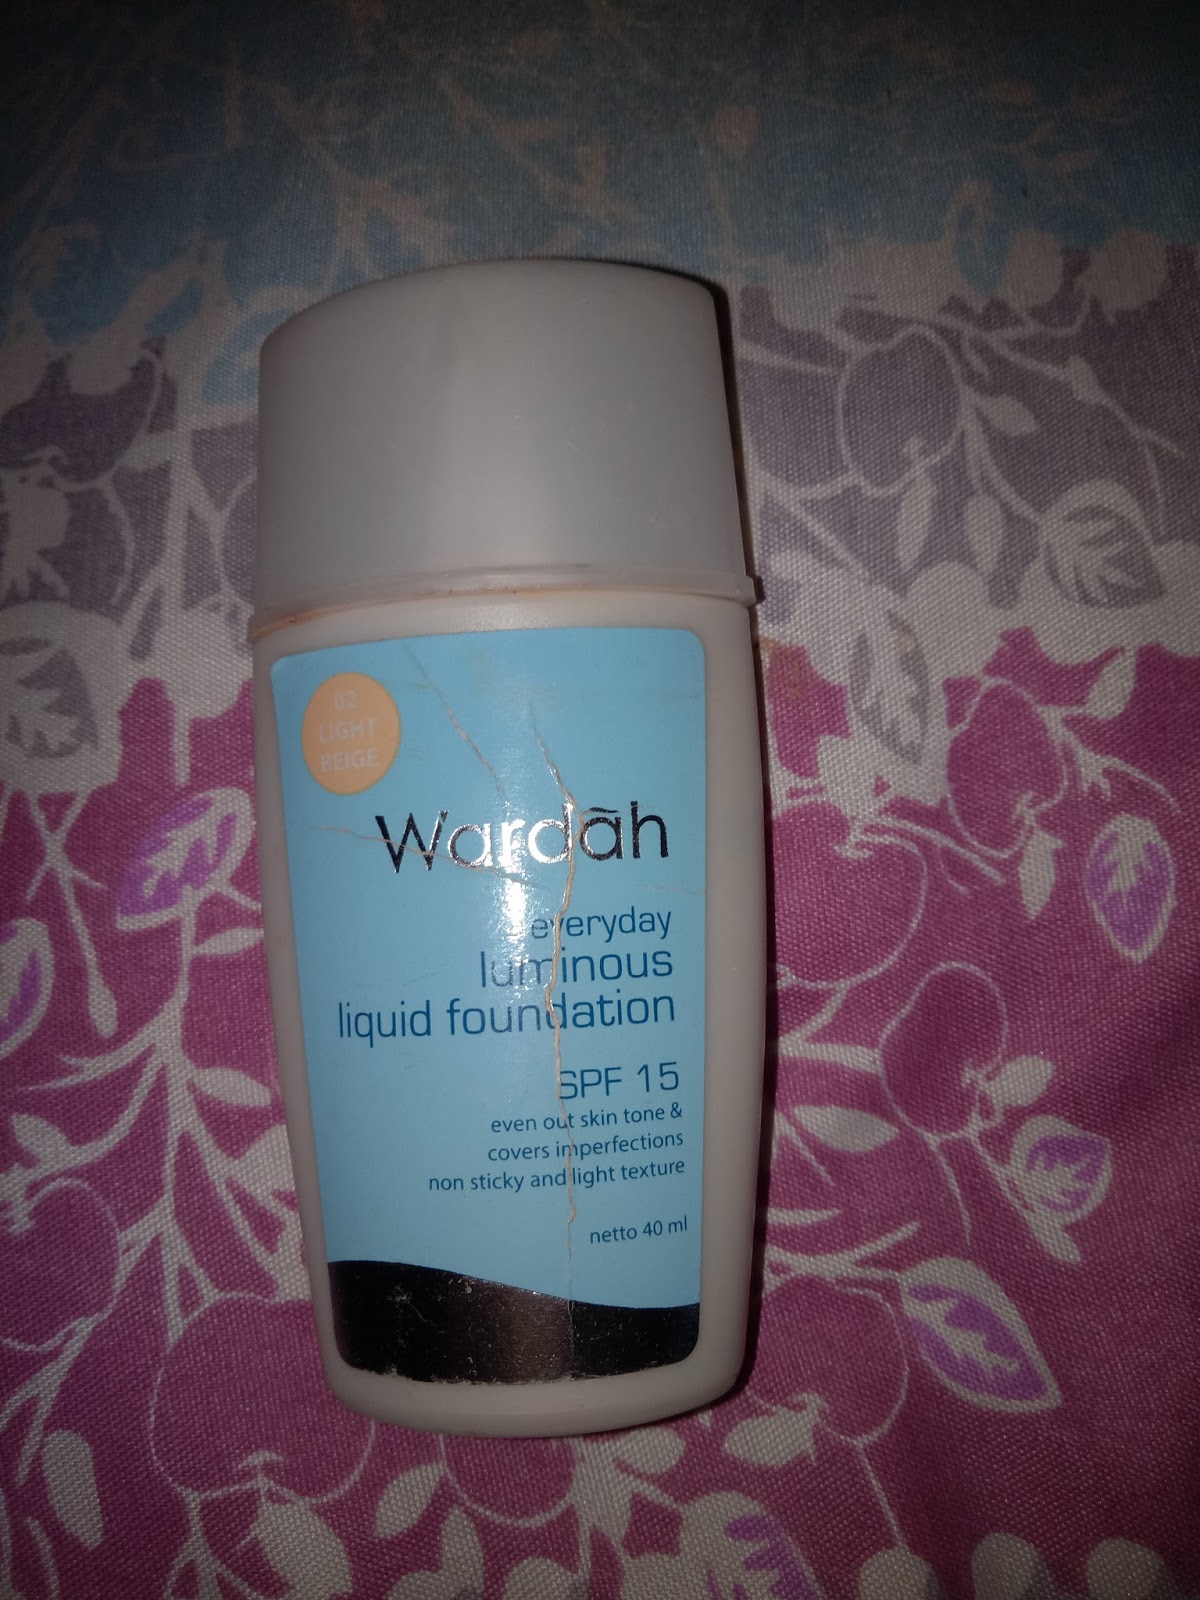 02
LIGHT
BEIGE
Wardãh
everyday
luminous
liquid foundation
SPF 15
even out skin tone &
covers imperfections
non sticky and light texture
netto 40 ml